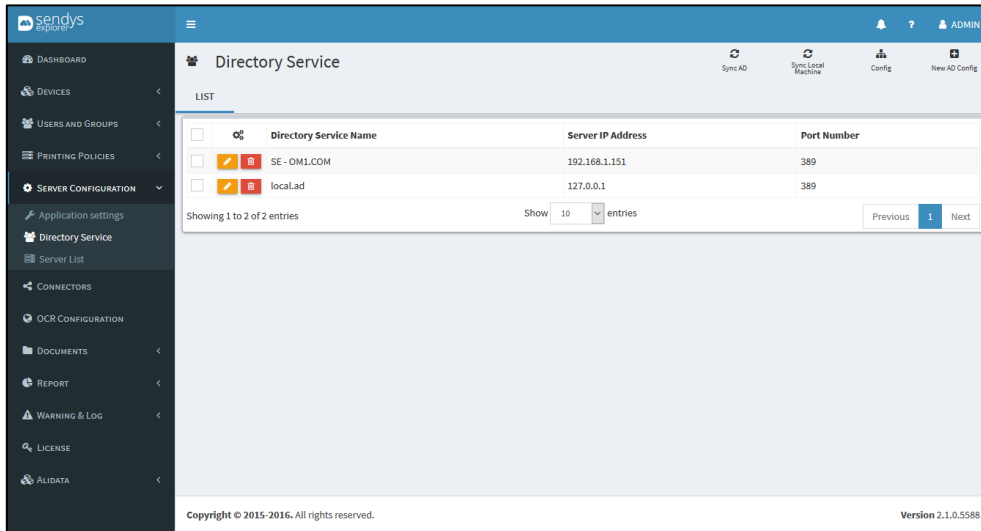 sendys
explorer
? ADMIN
DASHBOARD
DEVICES
USERS AND GROUPS
PRINTING POLICIES
SERVER CONFIGURATION
Application settings
Directory Service
Server List
CONNECTORS
OCR CONFIGURATION
DOCUMENTS
REPORT
WARNING & LOG
LICENSE
ALIDATA
Directory Service
Sync AD
Sync Local
Machine
Config
New AD Config
LIST
Directory Service Name Server IP Address Port Number
SE - OM1.COM 192.168.1.151 389
local.ad 127.0.0.1 389
Showing 1 to 2 of 2 entries Show 10 entries Previous 1 Next
Copyright © 2015-2016. All rights reserved. Version 2.1.0.5588